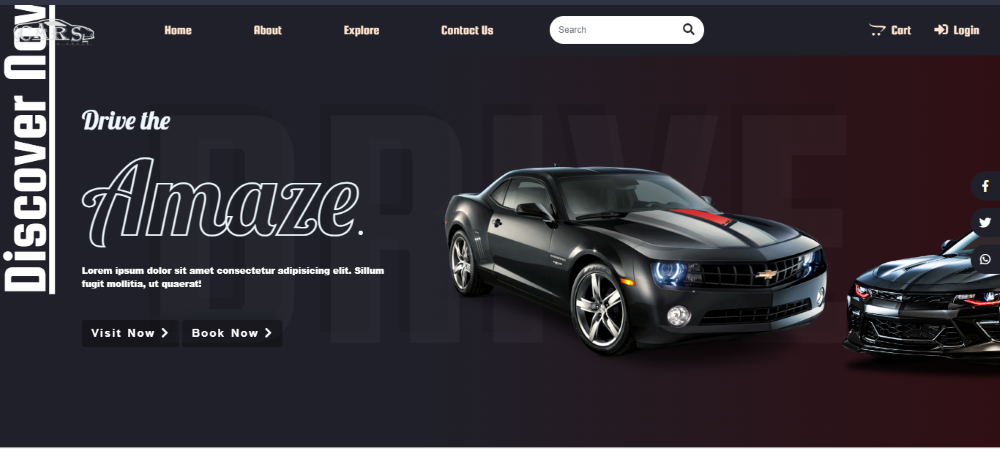 CARS
Home
About
Explore
Contact Us
Search
Cart
Login
Discover Now
DRIVE
Drive the
Amaze.
Lorem ipsum dolor sit amet consectetur adipisicing elit. Sillum
fugit mollitia, ut quaerat!
Visit Now
Book Now